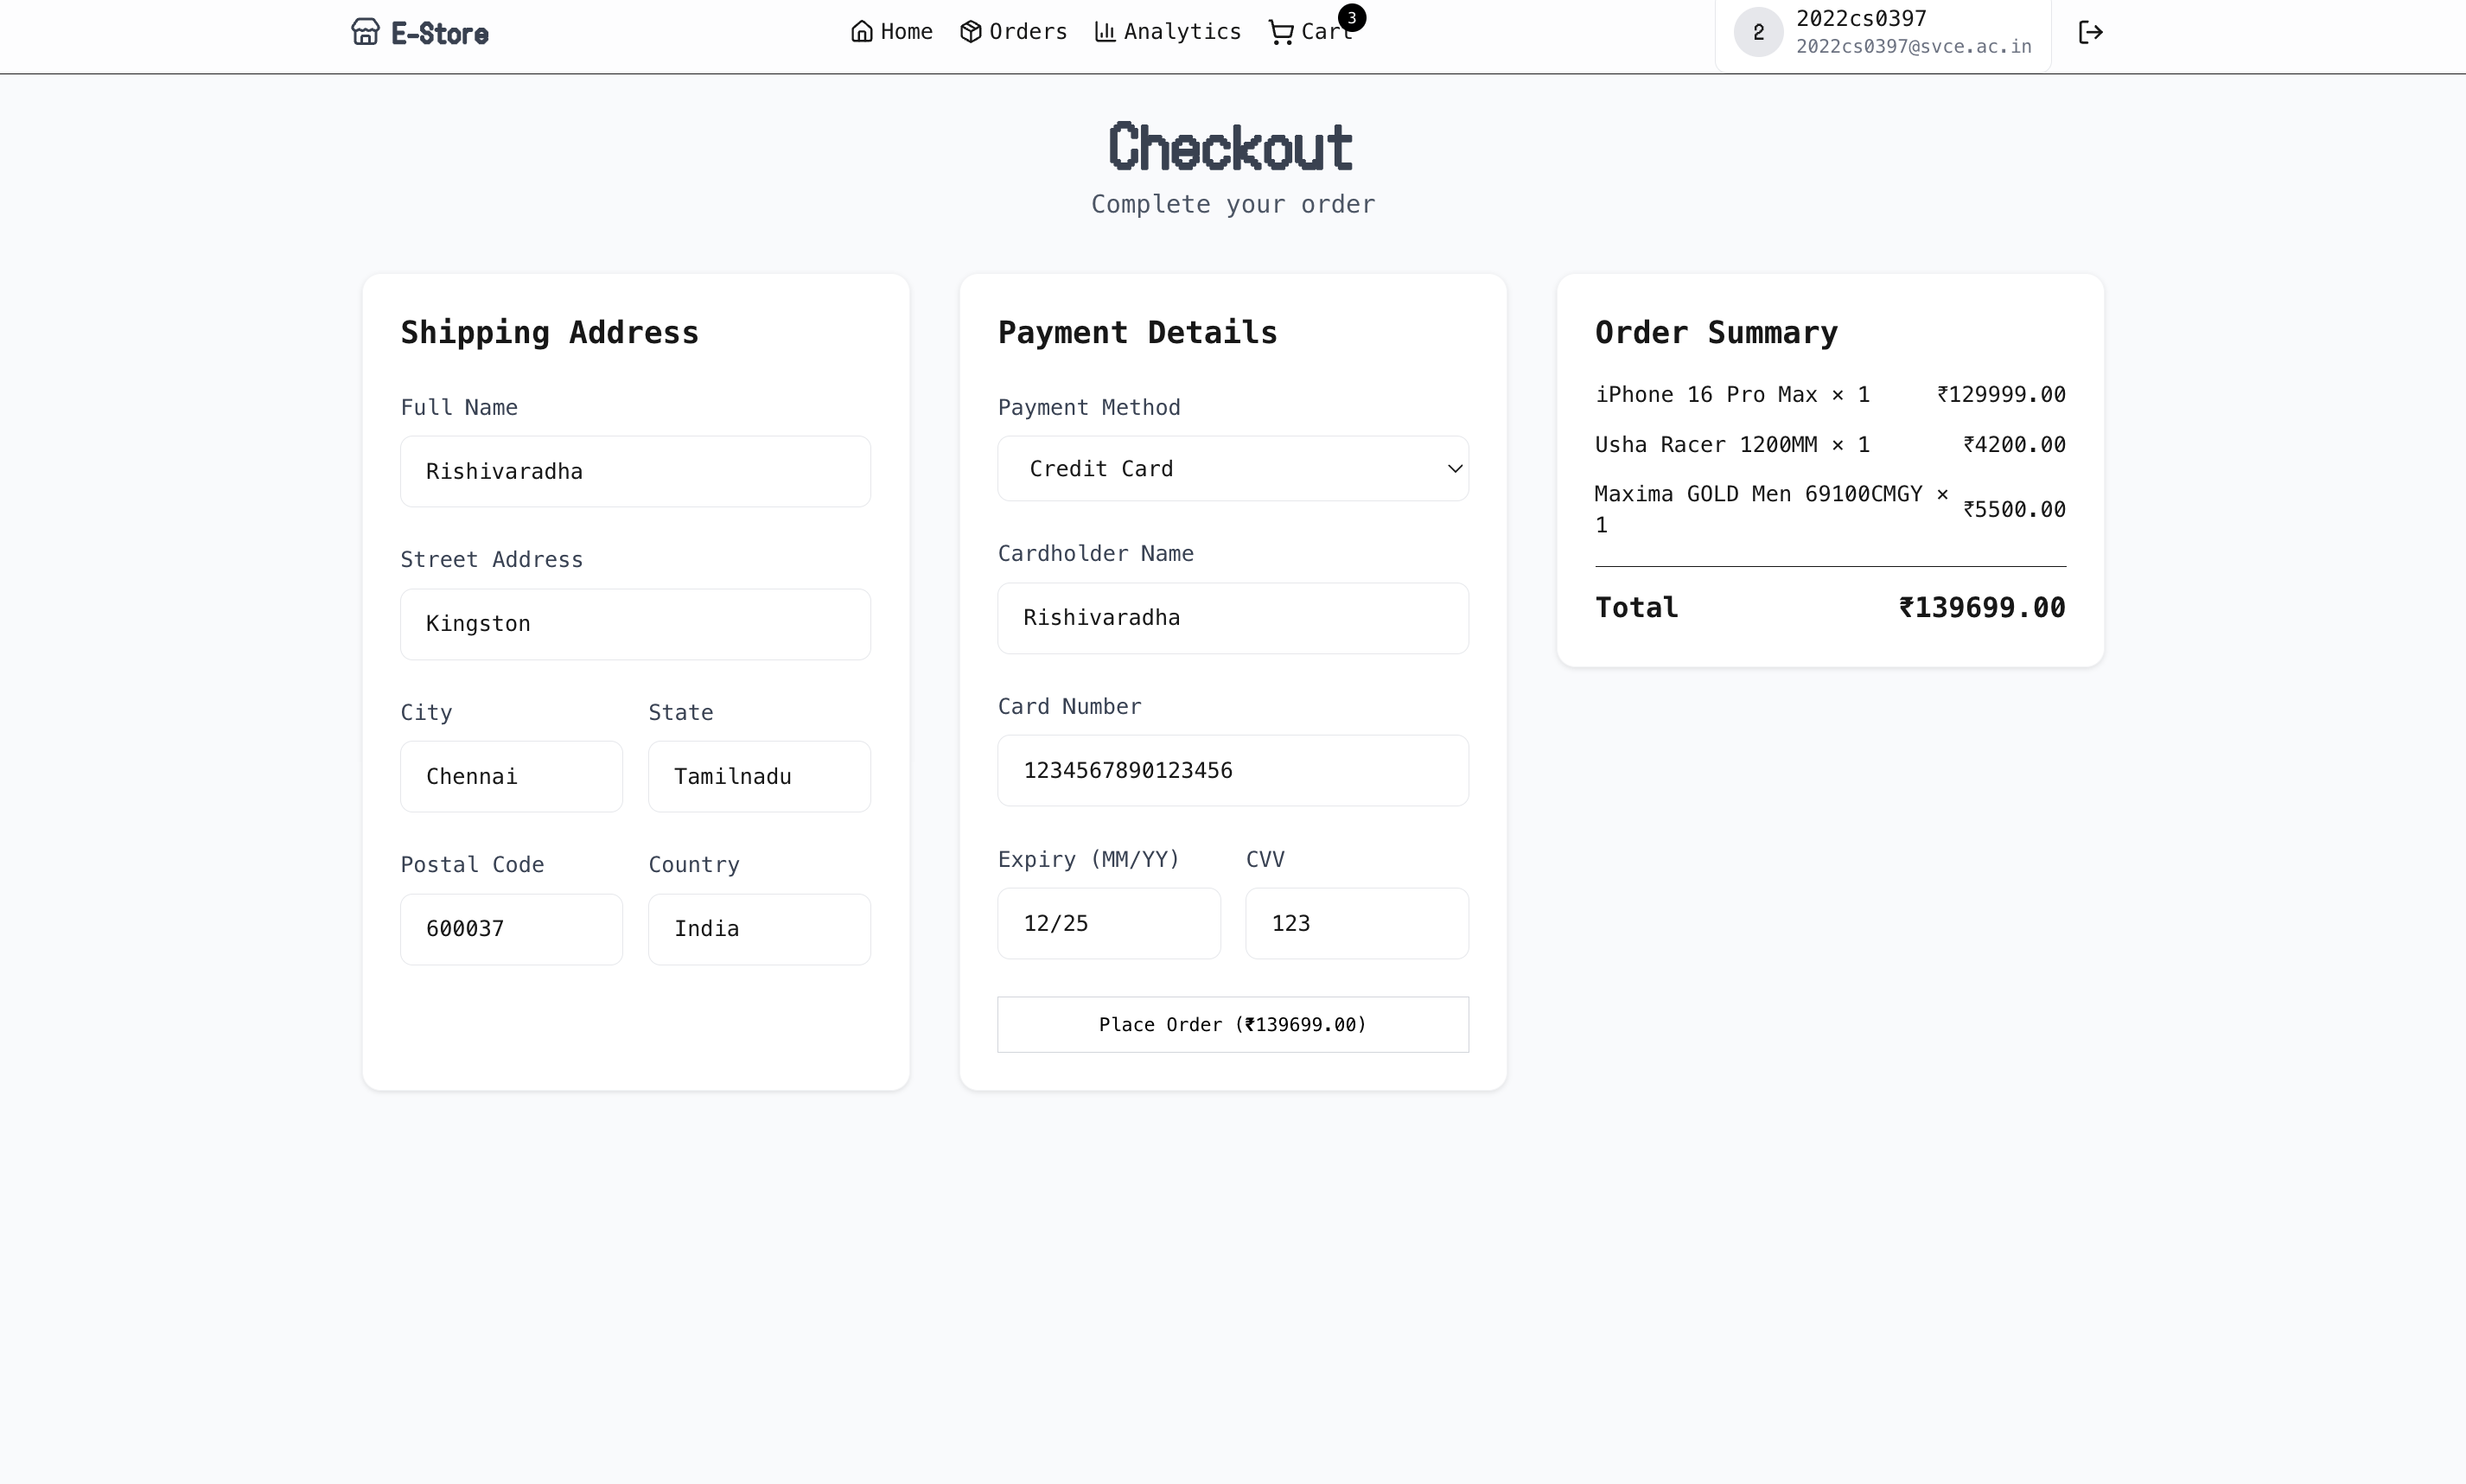 E-Store
Home
Orders
Analytics
Cart
3
2
2022cs0397
2022cs0397@svce.ac.in
Checkout
Complete your order
Shipping Address
Full Name
Rishivaradha
Street Address
Kingston
City
State
Chennai
Tamilnadu
Postal Code
Country
600037
India
Payment Details
Payment Method
Credit Card
Cardholder Name
Rishivaradha
Card Number
1234567890123456
Expiry (MM/YY)
CVV
12/25
123
Place Order (₹139699.00)
Order Summary
iPhone 16 Pro Max × 1 ₹129999.00
Usha Racer 1200MM × 1 ₹4200.00
Maxima GOLD Men 69100CMGY ×
1
₹5500.00
Total ₹139699.00